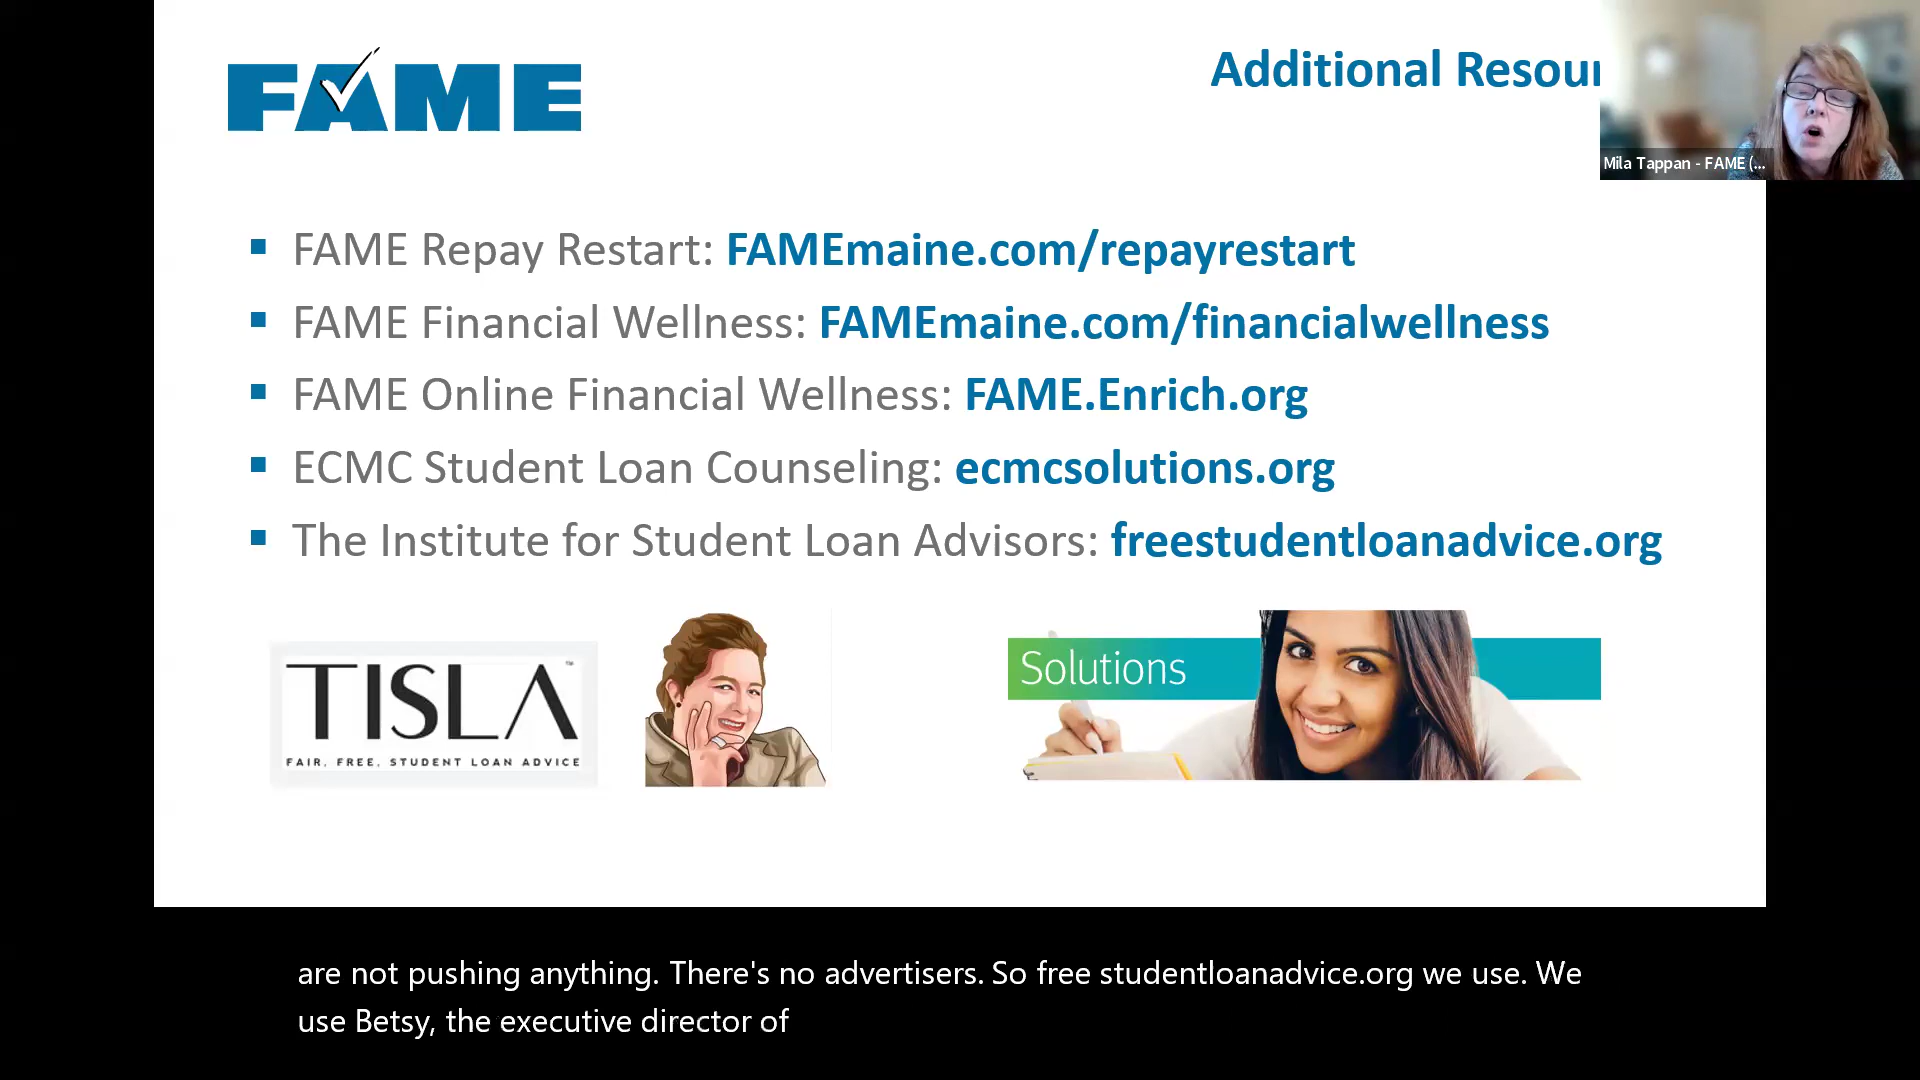 FAME
Additional Resour
Mila Tappan - FAME (...
▪ FAME Repay Restart: FAMEmaine.com/repayrestart
▪ FAME Financial Wellness: FAMEmaine.com/financialwellness
▪ FAME Online Financial Wellness: FAME.Enrich.org
▪ ECMC Student Loan Counseling: ecmcsolutions.org
▪ The Institute for Student Loan Advisors: freestudentloanadvice.org
TISLA™
FAIR, FREE, STUDENT LOAN ADVICE
Solutions
are not pushing anything. There's no advertisers. So free studentloanadvice.org we use. We
use Betsy, the executive director of